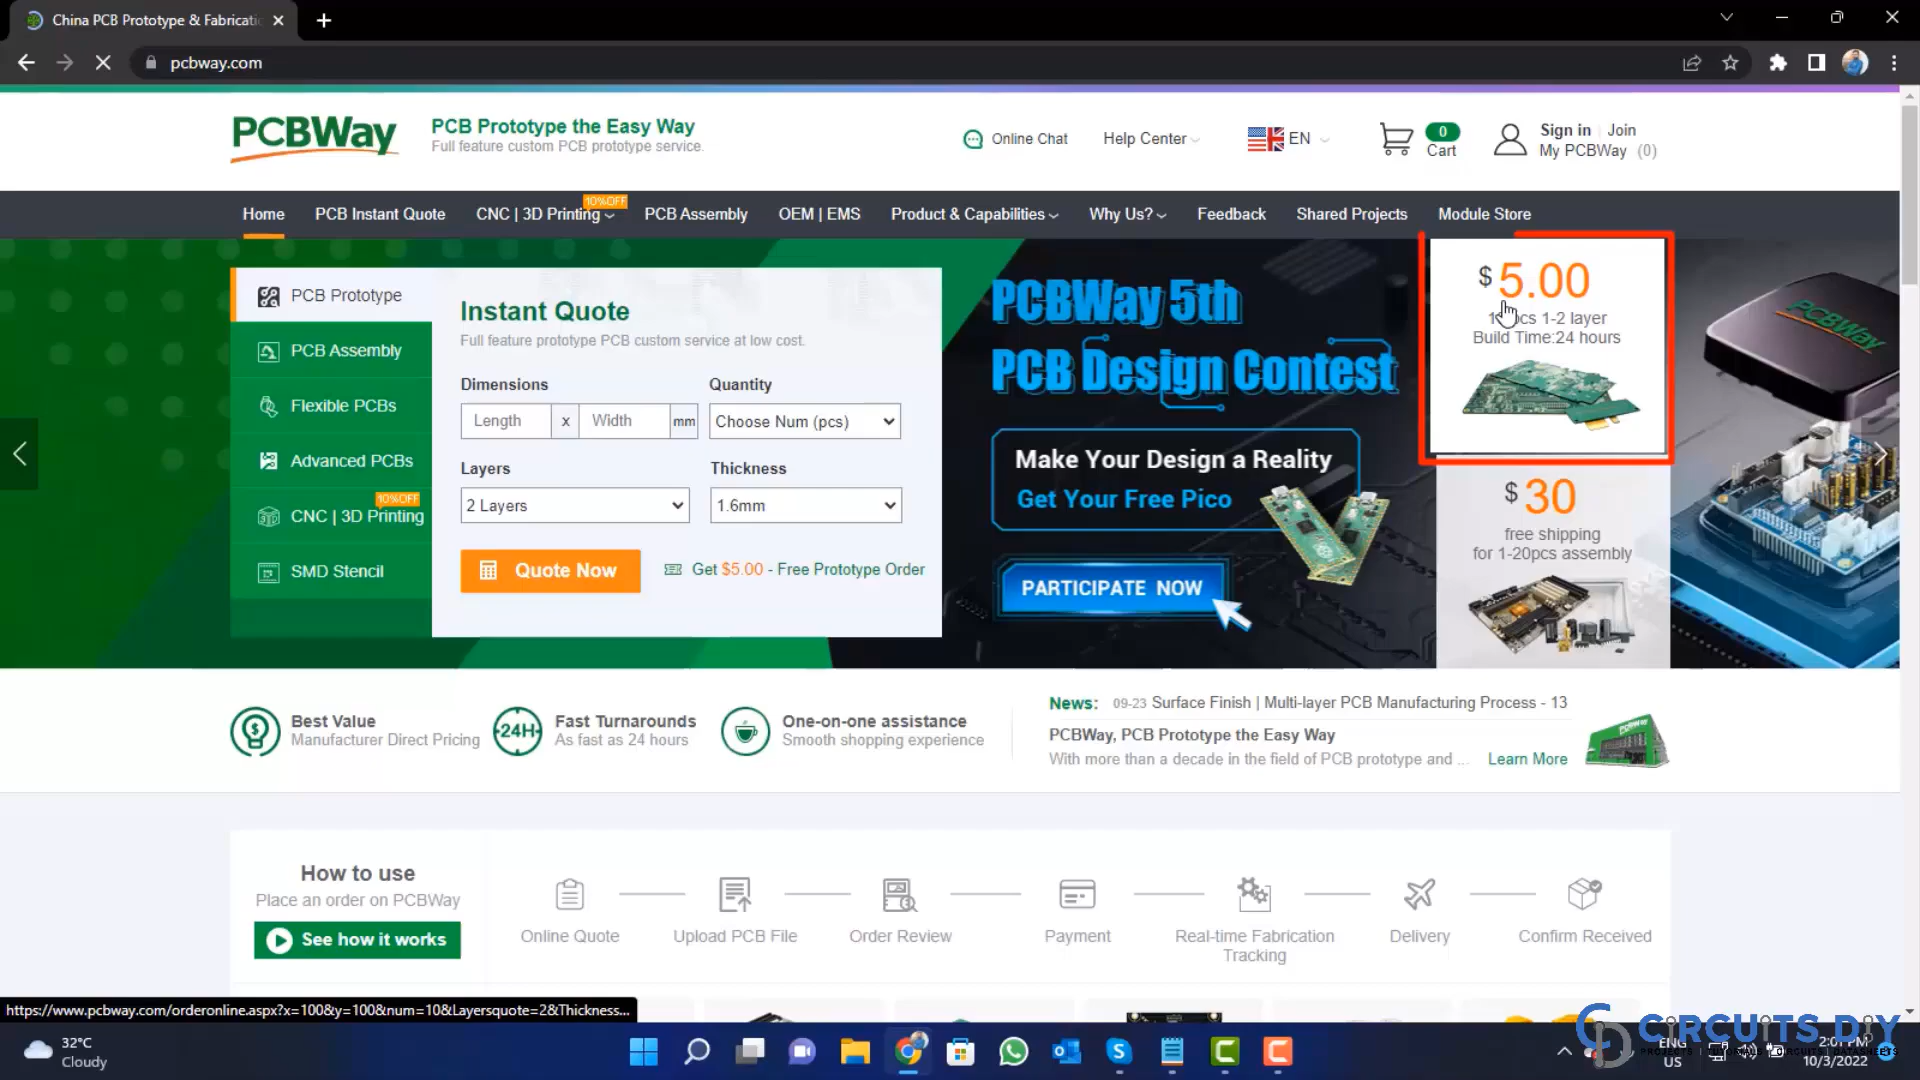 China PCB Prototype & Fabricati
pcbway.com
PCBWay
PCB Prototype the Easy Way
Full feature custom PCB prototype service.
Online Chat
Help Center
EN
0
Cart
Sign in
Join
My PCBWay (0)
Home
PCB Instant Quote
CNC | 3D Printing
10%OFF
PCB Assembly
OEM | EMS
Product & Capabilities
Why Us?
Feedback
Shared Projects
Module Store
PCB Prototype
PCB Assembly
Flexible PCBs
Advanced PCBs
10%OFF
CNC | 3D Printing
SMD Stencil
Instant Quote
Full feature prototype PCB custom service at low cost.
Dimensions
Quantity
Length x Width mm
Choose Num (pcs)
Layers
Thickness
2 Layers
1.6mm
Quote Now
Get $5.00 - Free Prototype Order
PCBWay 5th
PCB Design Contest
Make Your Design a Reality
Get Your Free Pico
PARTICIPATE NOW
$ 5.00
1-2 layer
Build Time:24 hours
$ 30
free shipping
for 1-20pcs assembly
PCBWay
Best Value
Manufacturer Direct Pricing
24H
Fast Turnarounds
As fast as 24 hours
One-on-one assistance
Smooth shopping experience
News: 09-23 Surface Finish | Multi-layer PCB Manufacturing Process - 13
PCBWay, PCB Prototype the Easy Way
With more than a decade in the field of PCB prototype and ...
Learn More
PCBWay
How to use
Place an order on PCBWay
See how it works
Online Quote
Upload PCB File
Order Review
Payment
Real-time Fabrication
Tracking
Delivery
Confirm Received
https://www.pcbway.com/orderonline.aspx?x=100&y=100&num=10&Layersquote=2&Thickness...
32°C
Cloudy
ENG
US
2:01 PM
10/3/2022
CIRCUITS DIY